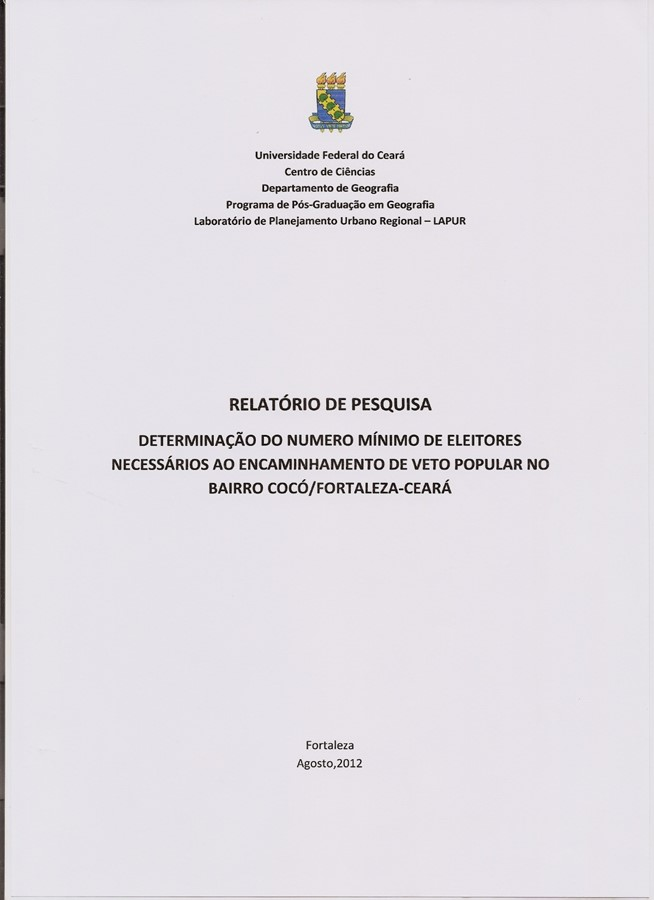 Universidade Federal do Ceará
Centro de Ciências
Departamento de Geografia
Programa de Pós-Graduação em Geografia
Laboratório de Planejamento Urbano Regional – LAPUR
RELATÓRIO DE PESQUISA
DETERMINAÇÃO DO NUMERO MÍNIMO DE ELEITORES
NECESSÁRIOS AO ENCAMINHAMENTO DE VETO POPULAR NO
BAIRRO COCÓ/FORTALEZA-CEARÁ
Fortaleza
Agosto,2012